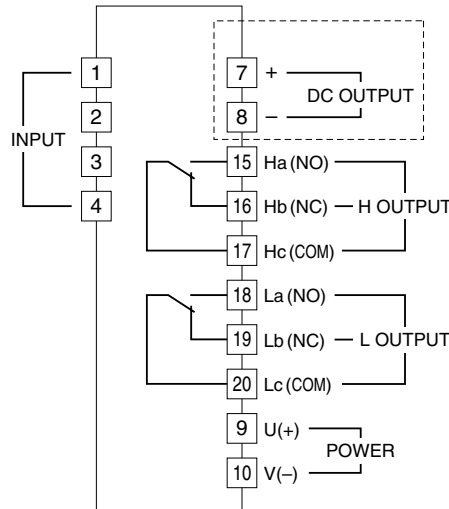 1
2
3
4
INPUT
7 +
8 −
DC OUTPUT
15 Ha (NO)
16 Hb (NC)
17 Hc (COM)
H OUTPUT
18 La (NO)
19 Lb (NC)
20 Lc (COM)
L OUTPUT
9 U(+)
10 V(−)
POWER